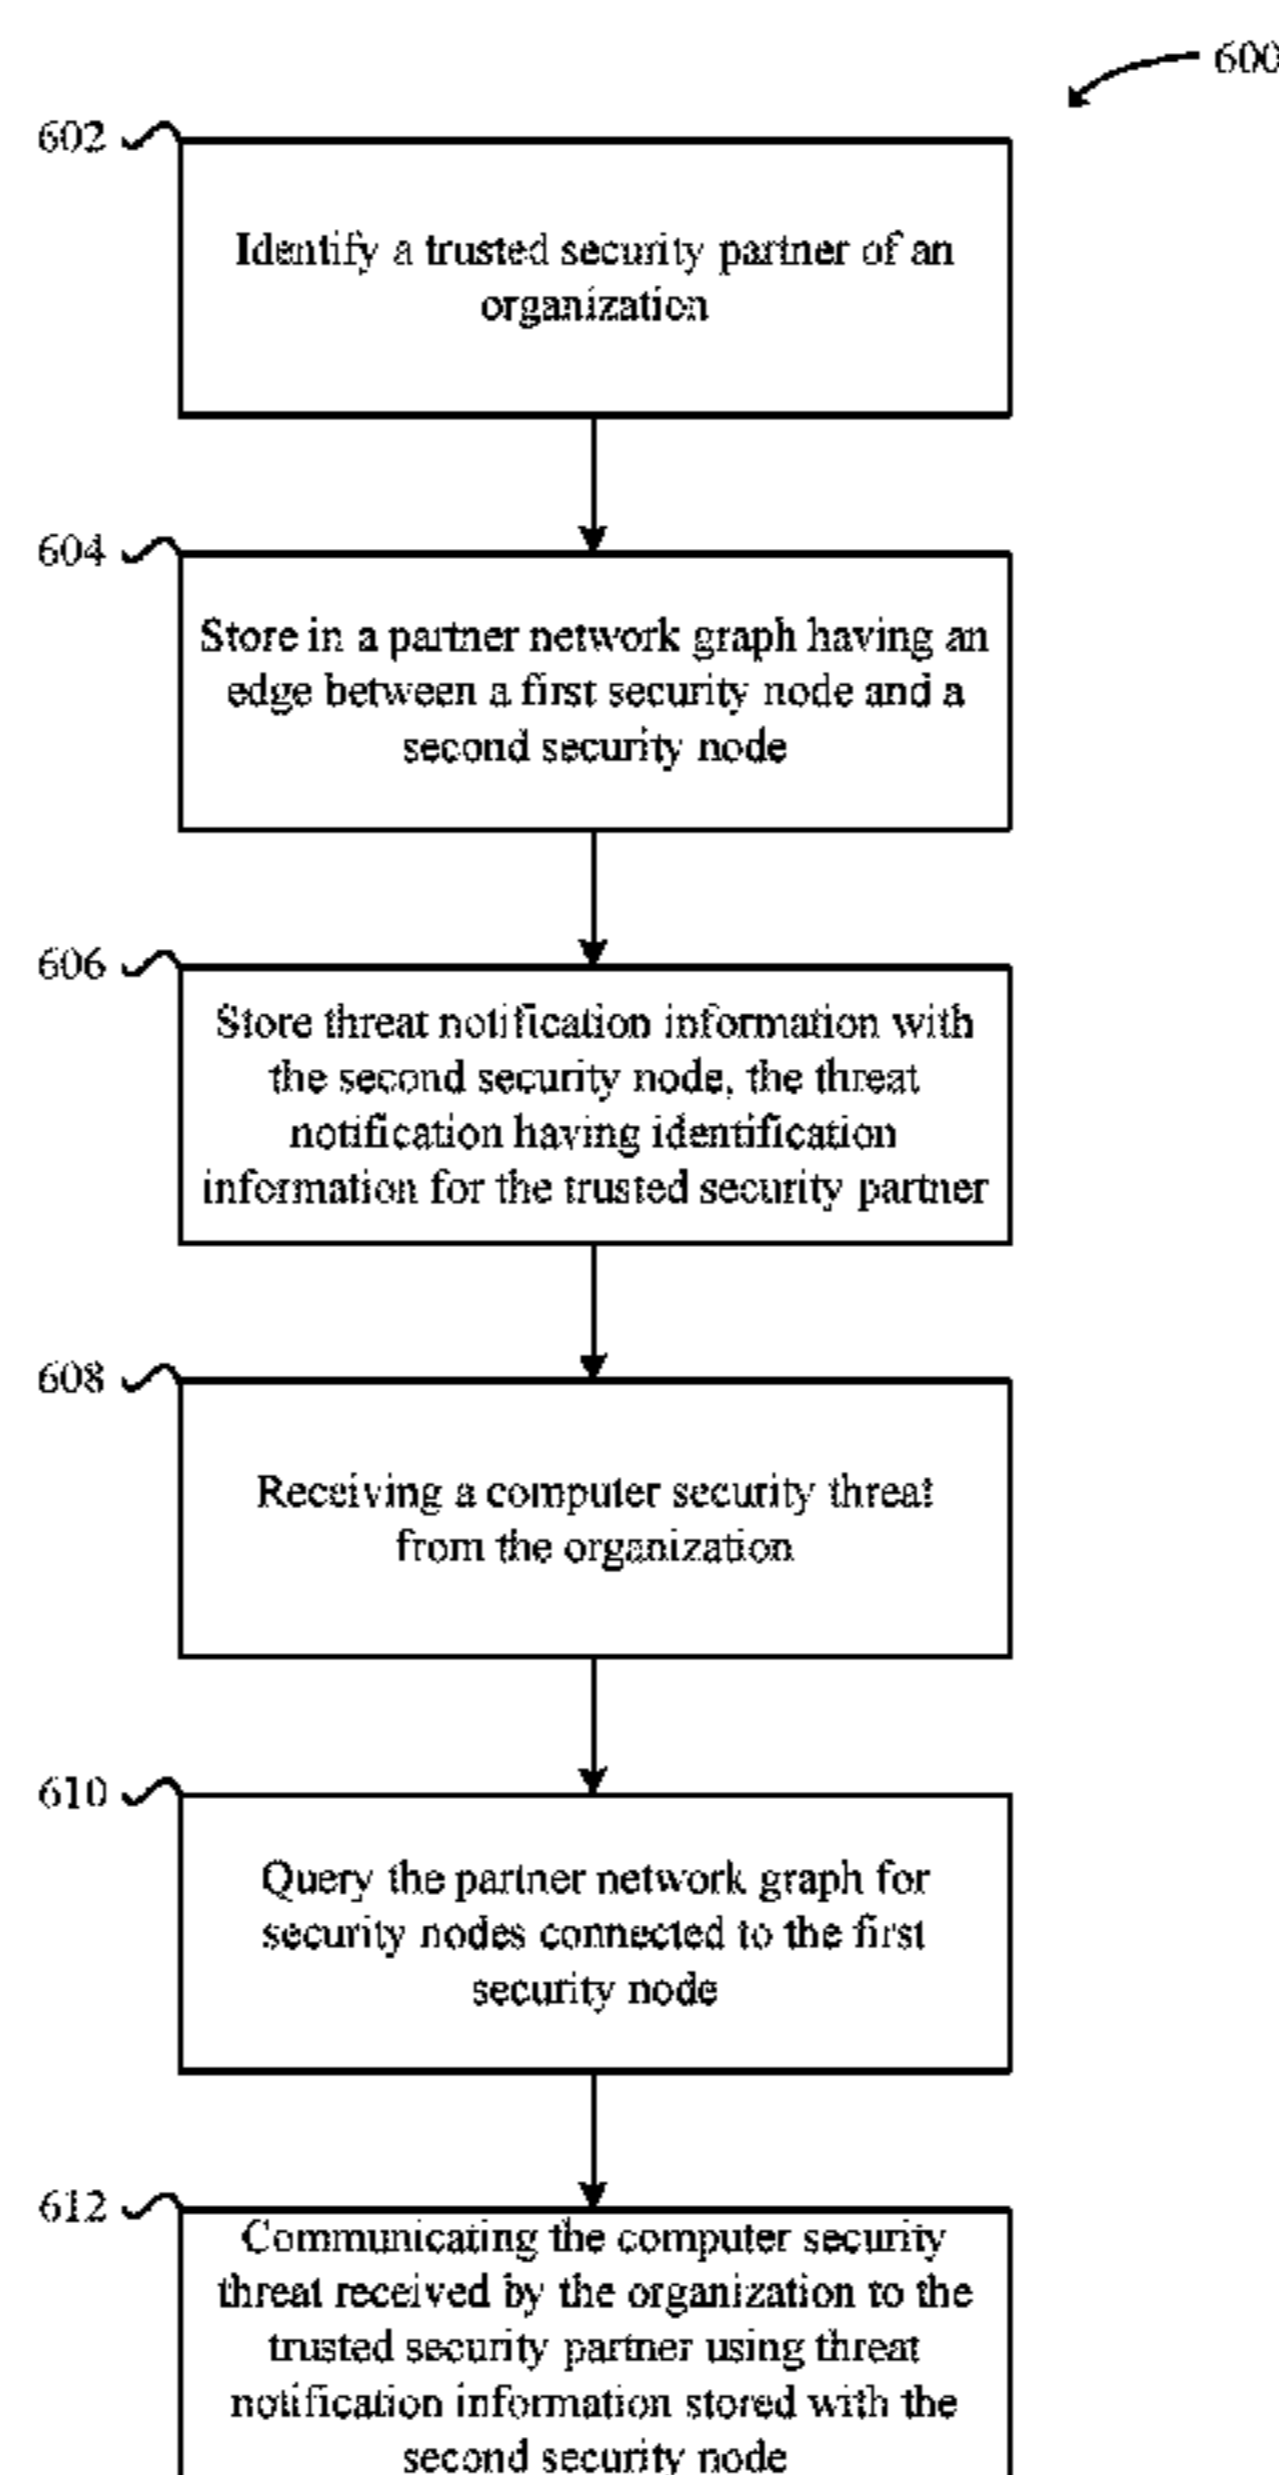 600
602
Identify a trusted security partner of an
organization
604
Store in a partner network graph having an
edge between a first security node and a
second security node
606
Store threat notification information with
the second security node, the threat
notification having identification
information for the trusted security partner
608
Receiving a computer security threat
from the organization
610
Query the partner network graph for
security nodes connected to the first
security node
612
Communicating the computer security
threat received by the organization to the
trusted security partner using threat
notification information stored with the
second security node